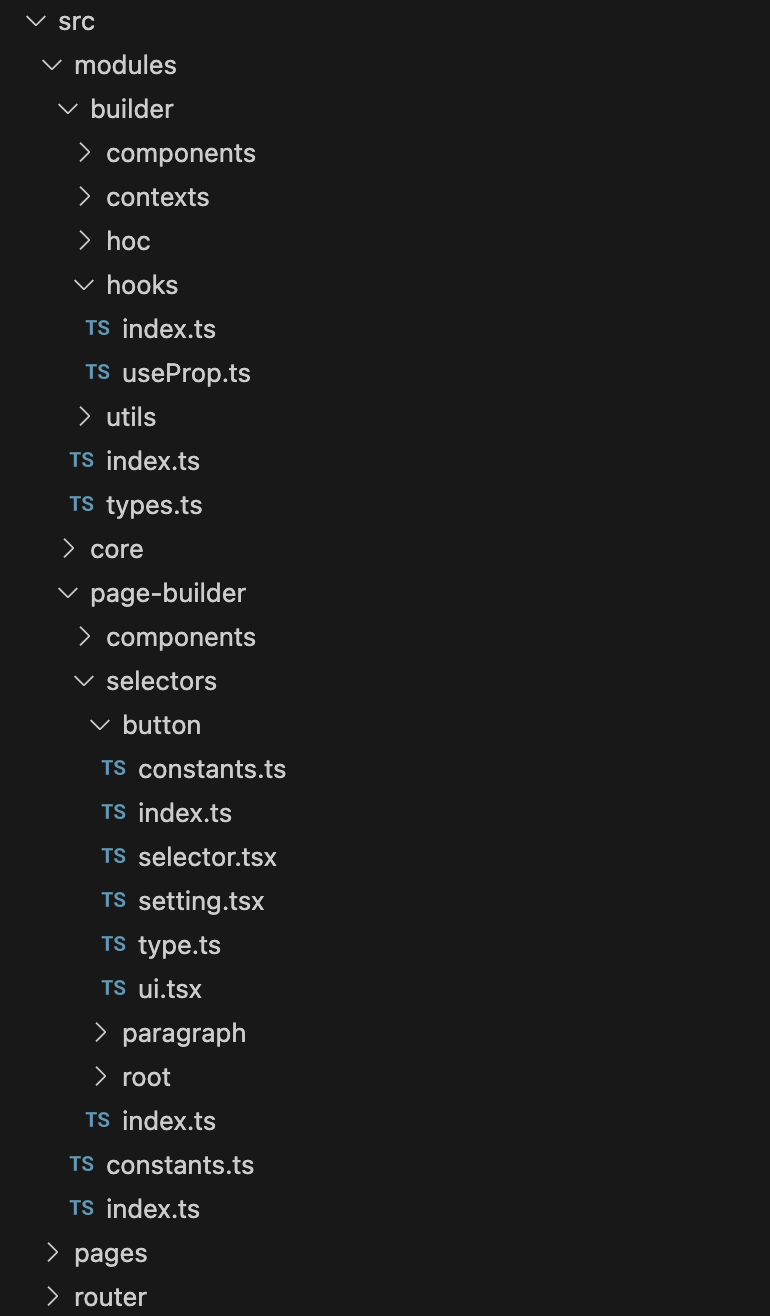 src
modules
builder
components
contexts
hoc
hooks
TS index.ts
TS useProp.ts
utils
TS index.ts
TS types.ts
core
page-builder
components
selectors
button
TS constants.ts
TS index.ts
TS selector.tsx
TS setting.tsx
TS type.ts
TS ui.tsx
paragraph
root
TS index.ts
TS constants.ts
TS index.ts
pages
router